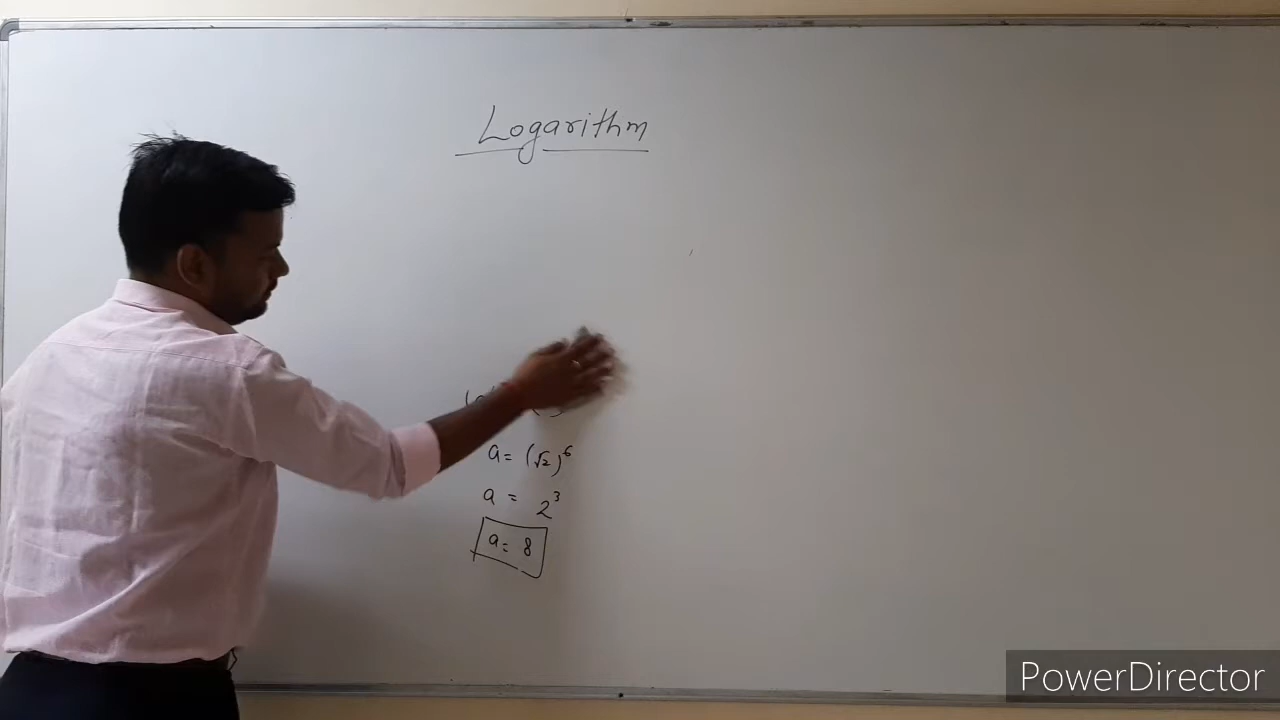 Logarithm
a = (√2)^6
a = 2^3
a = 8
PowerDirector